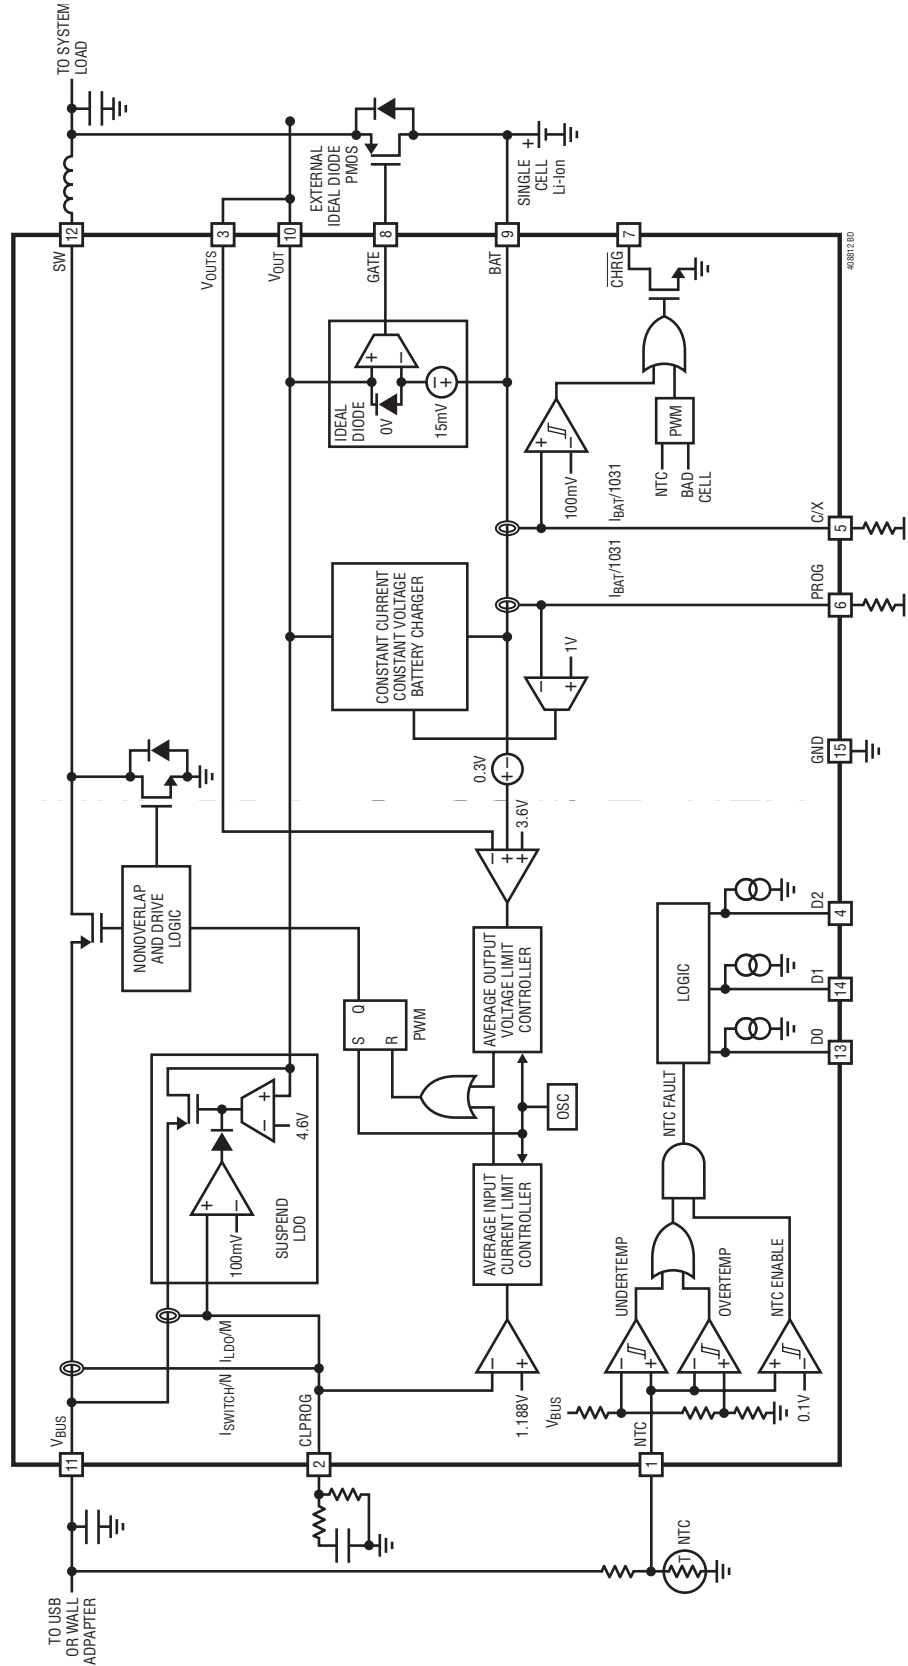 TO USB
OR WALL
ADPAPTER
11
VBUS
ISWITCH/N
ILDO/M
2
CLPROG
100mV
+
−
SUSPEND
LDO
4.6V
−
+
NONOVERLAP
AND DRIVE
LOGIC
SW
12
TO SYSTEM
LOAD
VOUTS
3
VOUT
10
EXTERNAL
IDEAL DIODE
PMOS
GATE
8
IDEAL
DIODE
0V
+
−
15mV
−
+
BAT
9
+
SINGLE
CELL
Li-Ion
CONSTANT CURRENT
CONSTANT VOLTAGE
BATTERY CHARGER
S
Q
R
PWM
1.188V
−
+
AVERAGE INPUT
CURRENT LIMIT
CONTROLLER
OSC
AVERAGE OUTPUT
VOLTAGE LIMIT
CONTROLLER
−
+
+
3.6V
0.3V
+
−
−
+
1V
IBAT/1031
IBAT/1031
100mV
+
−
NTC
BAD
CELL
PWM
CHRG
7
VBUS
NTC
1
T
NTC
−
+
UNDERTEMP
−
+
OVERTEMP
+
−
0.1V
NTC ENABLE
NTC FAULT
LOGIC
D0
13
D1
14
D2
4
GND
15
PROG
6
C/X
5
408812 BD